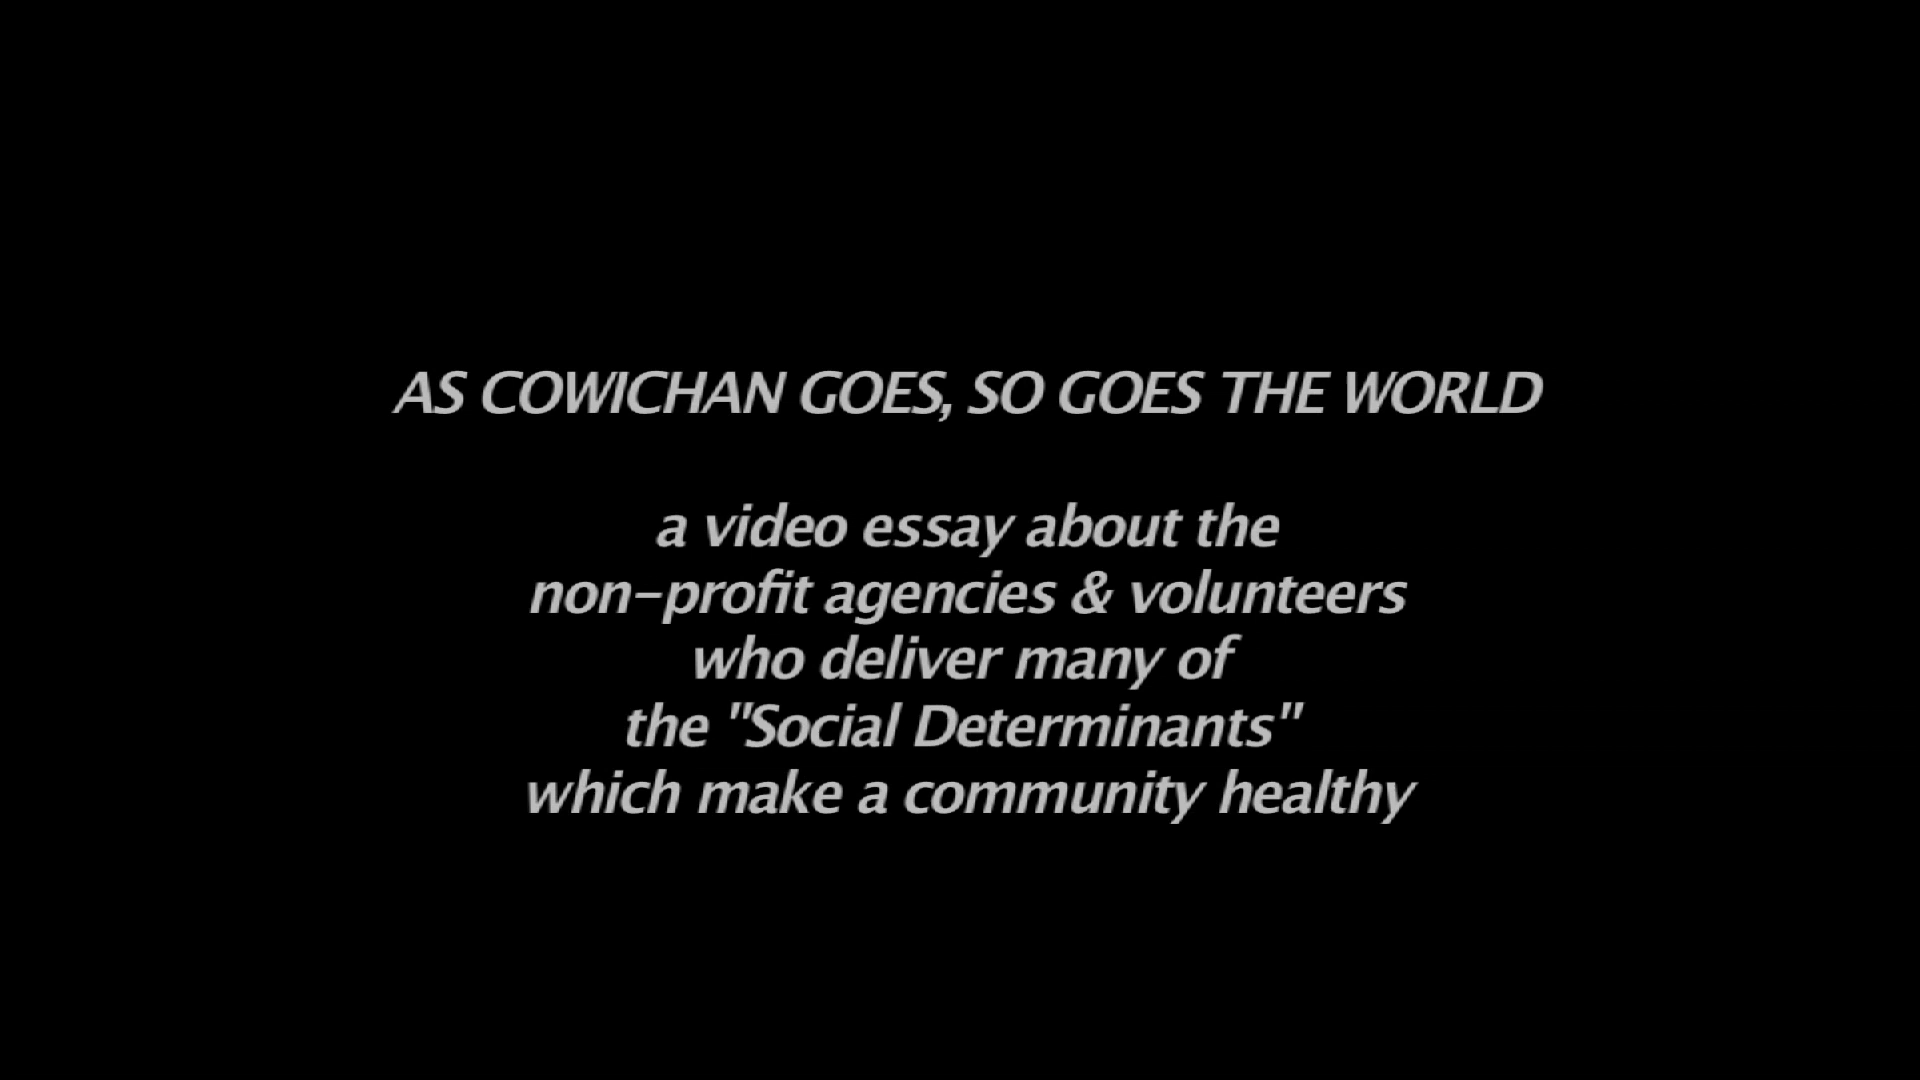 AS COWICHAN GOES, SO GOES THE WORLD
a video essay about the
non-profit agencies & volunteers
who deliver many of
the "Social Determinants"
which make a community healthy